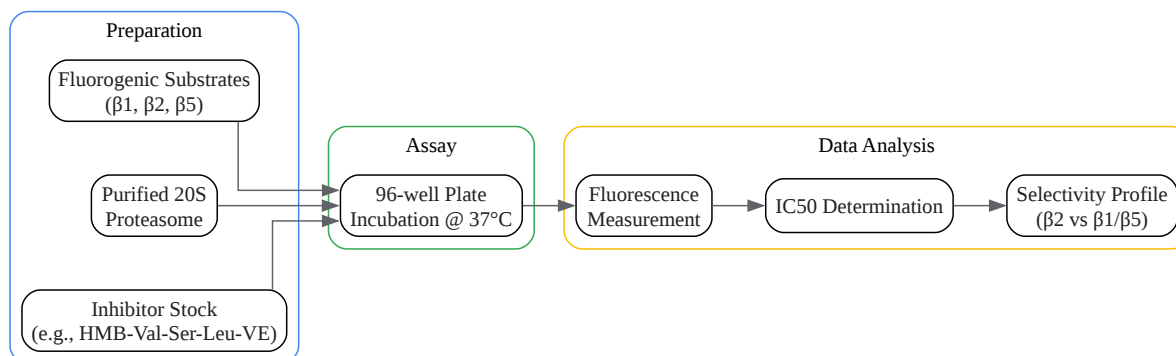 Preparation
Fluorogenic Substrates
(β1, β2, β5)
Purified 20S
Proteasome
Inhibitor Stock
(e.g., HMB-Val-Ser-Leu-VE)
Assay
96-well Plate
Incubation @ 37°C
Data Analysis
Fluorescence
Measurement
IC50 Determination
Selectivity Profile
(β2 vs β1/β5)